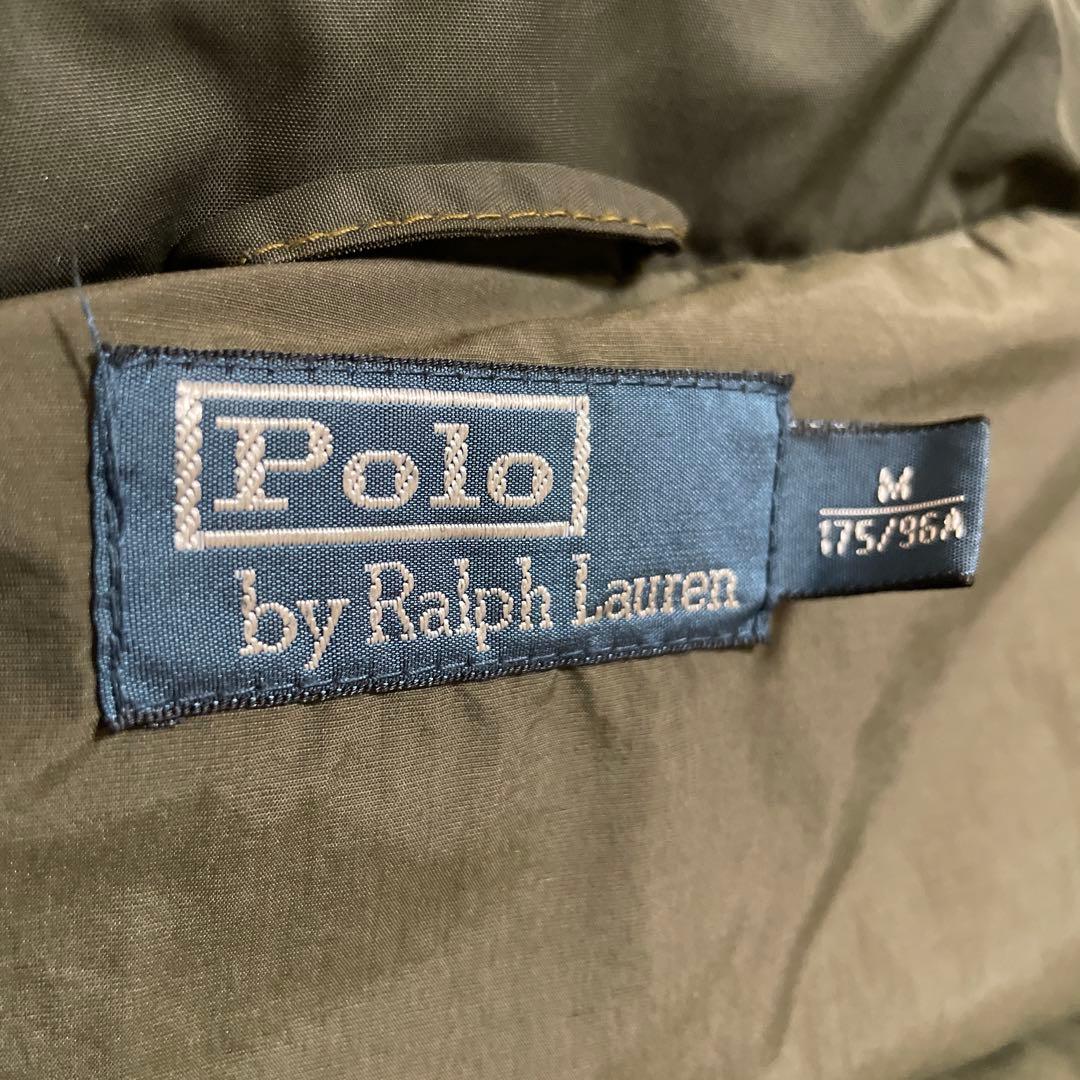 Polo
by Ralph Lauren
M
175/96A